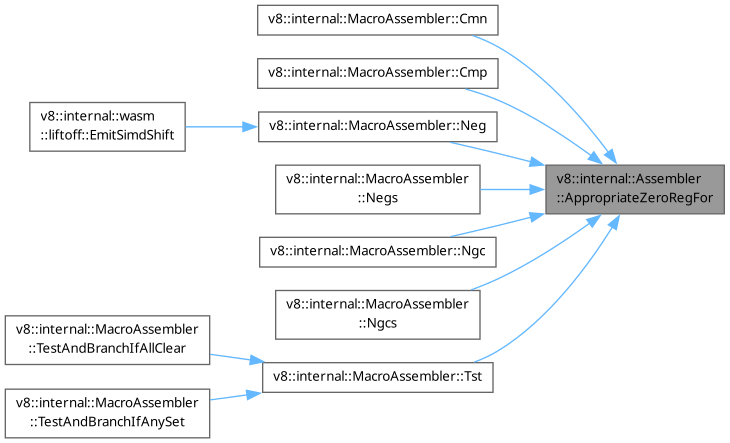 v8::internal::MacroAssembler::Cmn
v8::internal::MacroAssembler::Cmp
v8::internal::wasm
::liftoff::EmitSimdShift
v8::internal::MacroAssembler::Neg
v8::internal::MacroAssembler
::Negs
v8::internal::Assembler
::AppropriateZeroRegFor
v8::internal::MacroAssembler::Ngc
v8::internal::MacroAssembler
::Ngcs
v8::internal::MacroAssembler
::TestAndBranchIfAllClear
v8::internal::MacroAssembler::Tst
v8::internal::MacroAssembler
::TestAndBranchIfAnySet